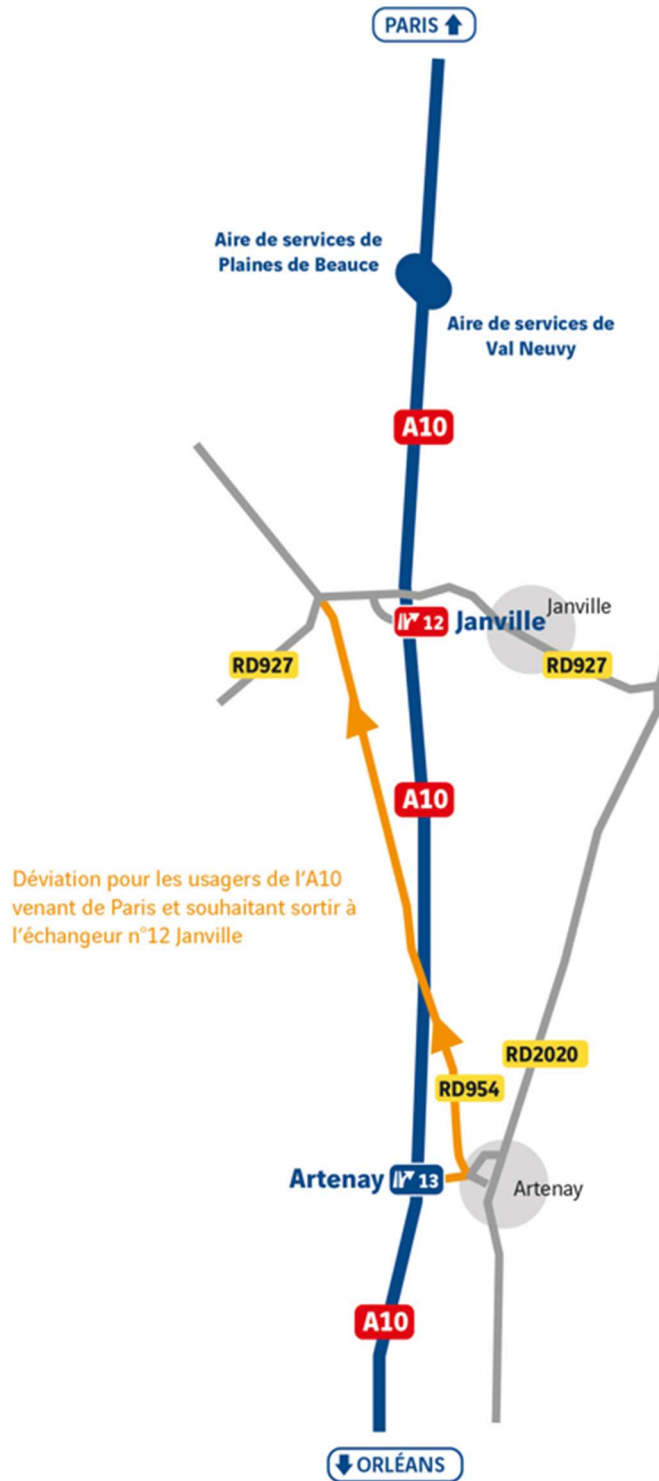 PARIS
Aire de services de
Plaines de Beauce
Aire de services de
Val Neuvy
A10
Janville
12 Janville
RD927
RD927
A10
Déviation pour les usagers de l'A10
venant de Paris et souhaitant sortir à
l'échangeur n°12 Janville
RD2020
RD954
Artenay 13
Artenay
A10
ORLÉANS